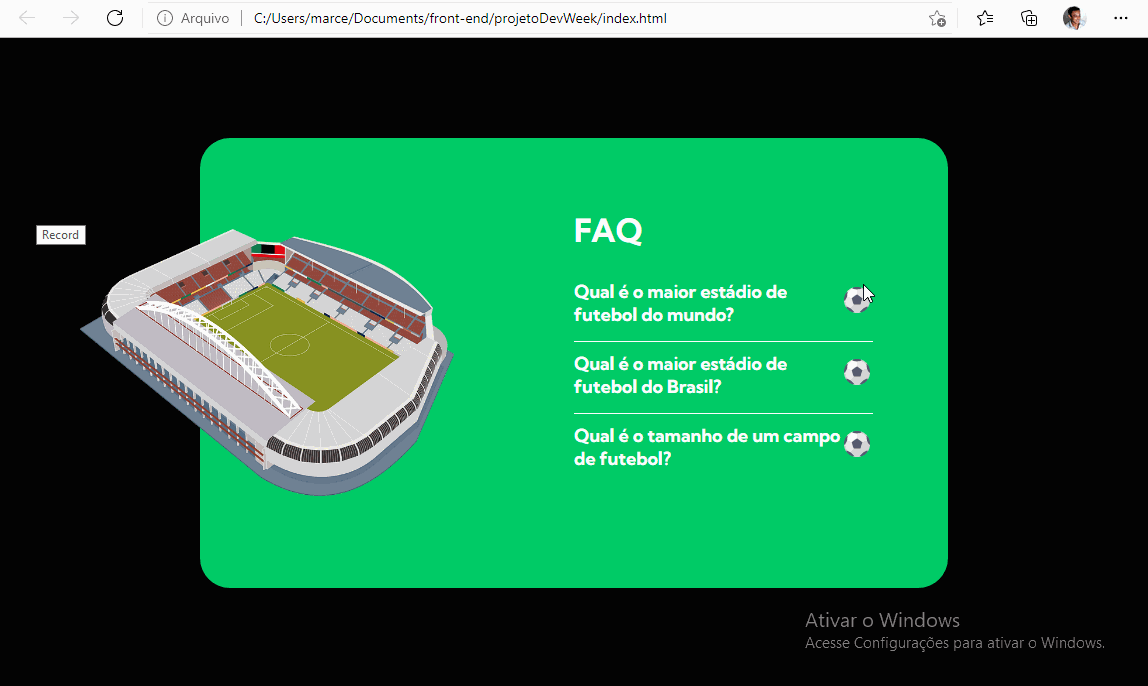 Arquivo
C:/Users/marce/Documents/front-end/projetoDevWeek/index.html
Record
FAQ
Qual é o maior estádio de
futebol do mundo?
Qual é o maior estádio de
futebol do Brasil?
Qual é o tamanho de um campo
de futebol?
Ativar o Windows
Acesse Configurações para ativar o Windows.